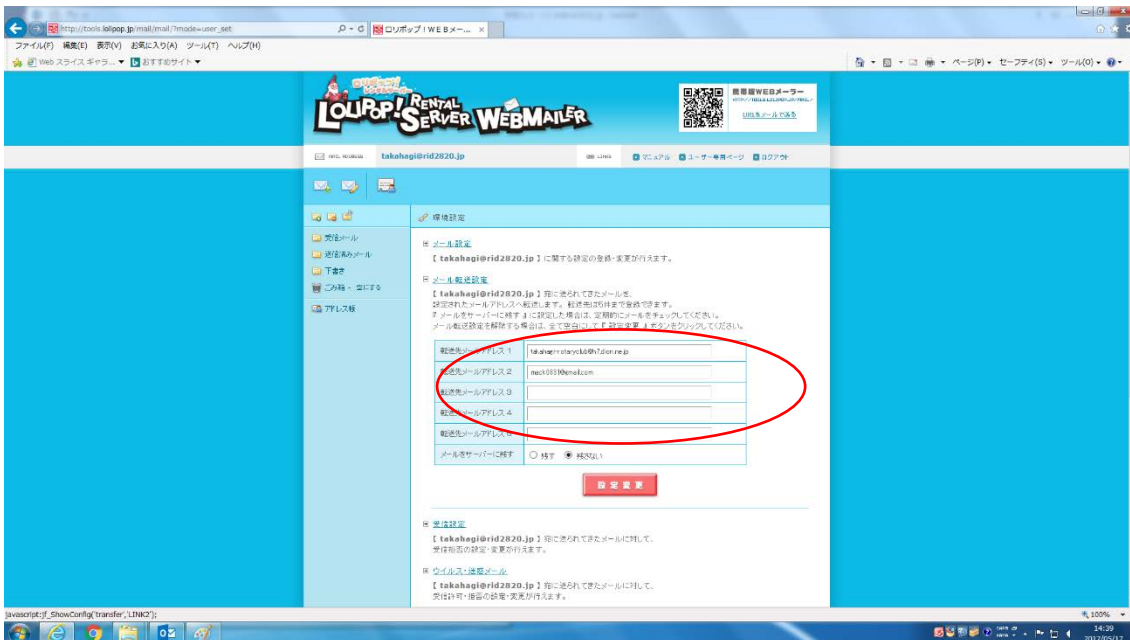 http://tools.lolipop.jp/mail/mail/?mode=user_set
ロリポップ!WEBメー...
ファイル(F) 編集(E) 表示(V) お気に入り(A) ツール(T) ヘルプ(H)
Web スライス ギャラ... おすすめサイト
ページ(P) セーフティ(S) ツール(O)
LOLIPOP! RENTAL SERVER WEBMAILER
携帯版WEBメーラー
URLをメールで送る
takahagi@rid2820.jp
マニュアル ユーザー専用ページ ログアウト
環境設定
受信メール
送信済みメール
下書き
ごみ箱 - 空にする
アドレス帳
メール設定
【 takahagi@rid2820.jp 】に関する設定の登録・変更が行えます。
メール転送設定
【 takahagi@rid2820.jp 】宛に送られてきたメールを、
設定されたメールアドレスへ転送します。転送先は5件まで登録できます。
『 メールをサーバーに残す 』に設定した場合は、定期的にメールをチェックしてください。
メール転送設定を解除する場合は、全て空白にして『 設定変更 』ボタンをクリックしてください。
転送先メールアドレス 1
転送先メールアドレス 2
転送先メールアドレス 3
転送先メールアドレス 4
転送先メールアドレス
メールをサーバーに残す 残す 残さない
設定変更
受信設定
【 takahagi@rid2820.jp 】宛に送られてきたメールに対して、
受信拒否の設定・変更が行えます。
ウイルス・迷惑メール
【 takahagi@rid2820.jp 】宛に送られてきたメールに対して、
受信許可・拒否の設定・変更が行えます。
javascript:jf_ShowConfig('transfer','LINK2');
100%
14:39
2017/05/17